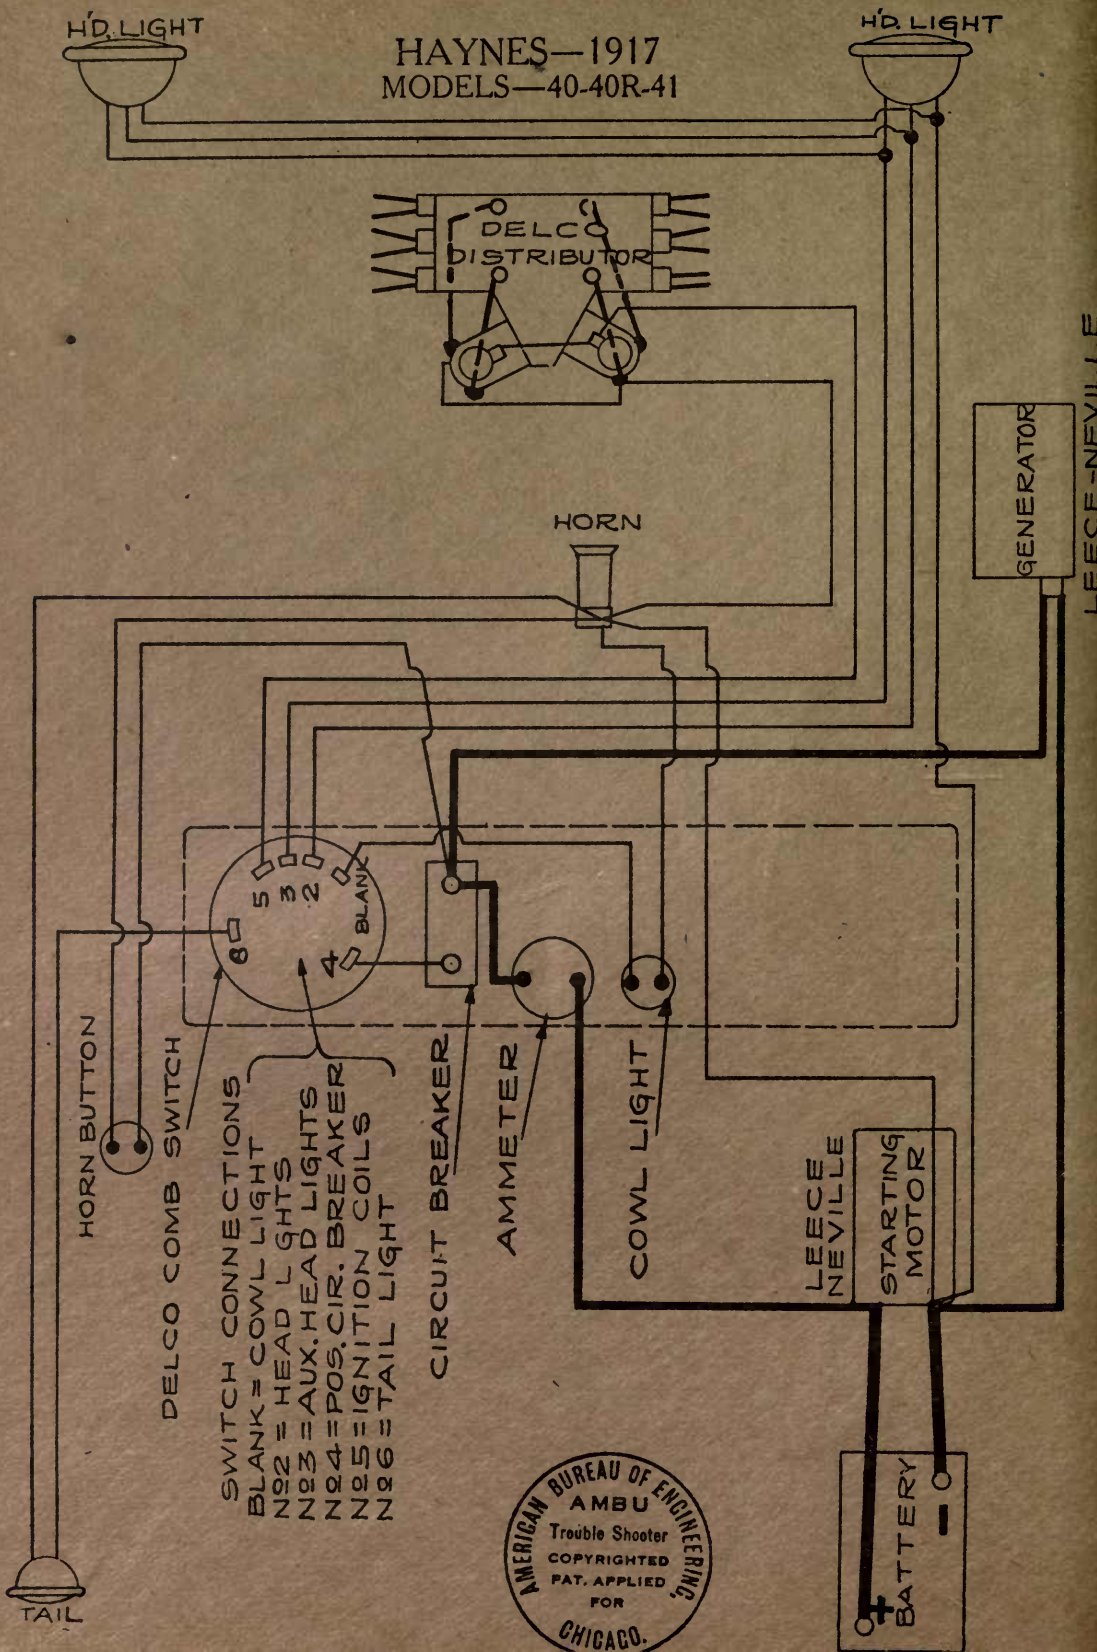 H'D. LIGHT
H'D. LIGHT
HAYNES—1917
MODELS—40-40R-41
DELCO
DISTRIBUTOR
LEECE-NEVILLE
GENERATOR
HORN
5
3
2
BLANK
6
4
HORN BUTTON
DELCO COMB SWITCH
SWITCH CONNECTIONS
BLANK = COWL LIGHT
No2 = HEAD L GHTS
No3 = AUX. HEAD LIGHTS
No4 = POS. CIR. BREAKER
No5 = IGNITION COILS
No6 = TAIL LIGHT
CIRCUIT BREAKER
AMMETER
COWL LIGHT
LEECE
NEVILLE
STARTING
MOTOR
BATTERY
+
−
TAIL
AMERICAN BUREAU OF ENGINEERING,
AMBU
Trouble Shooter
COPYRIGHTED
PAT. APPLIED
FOR
CHICAGO.